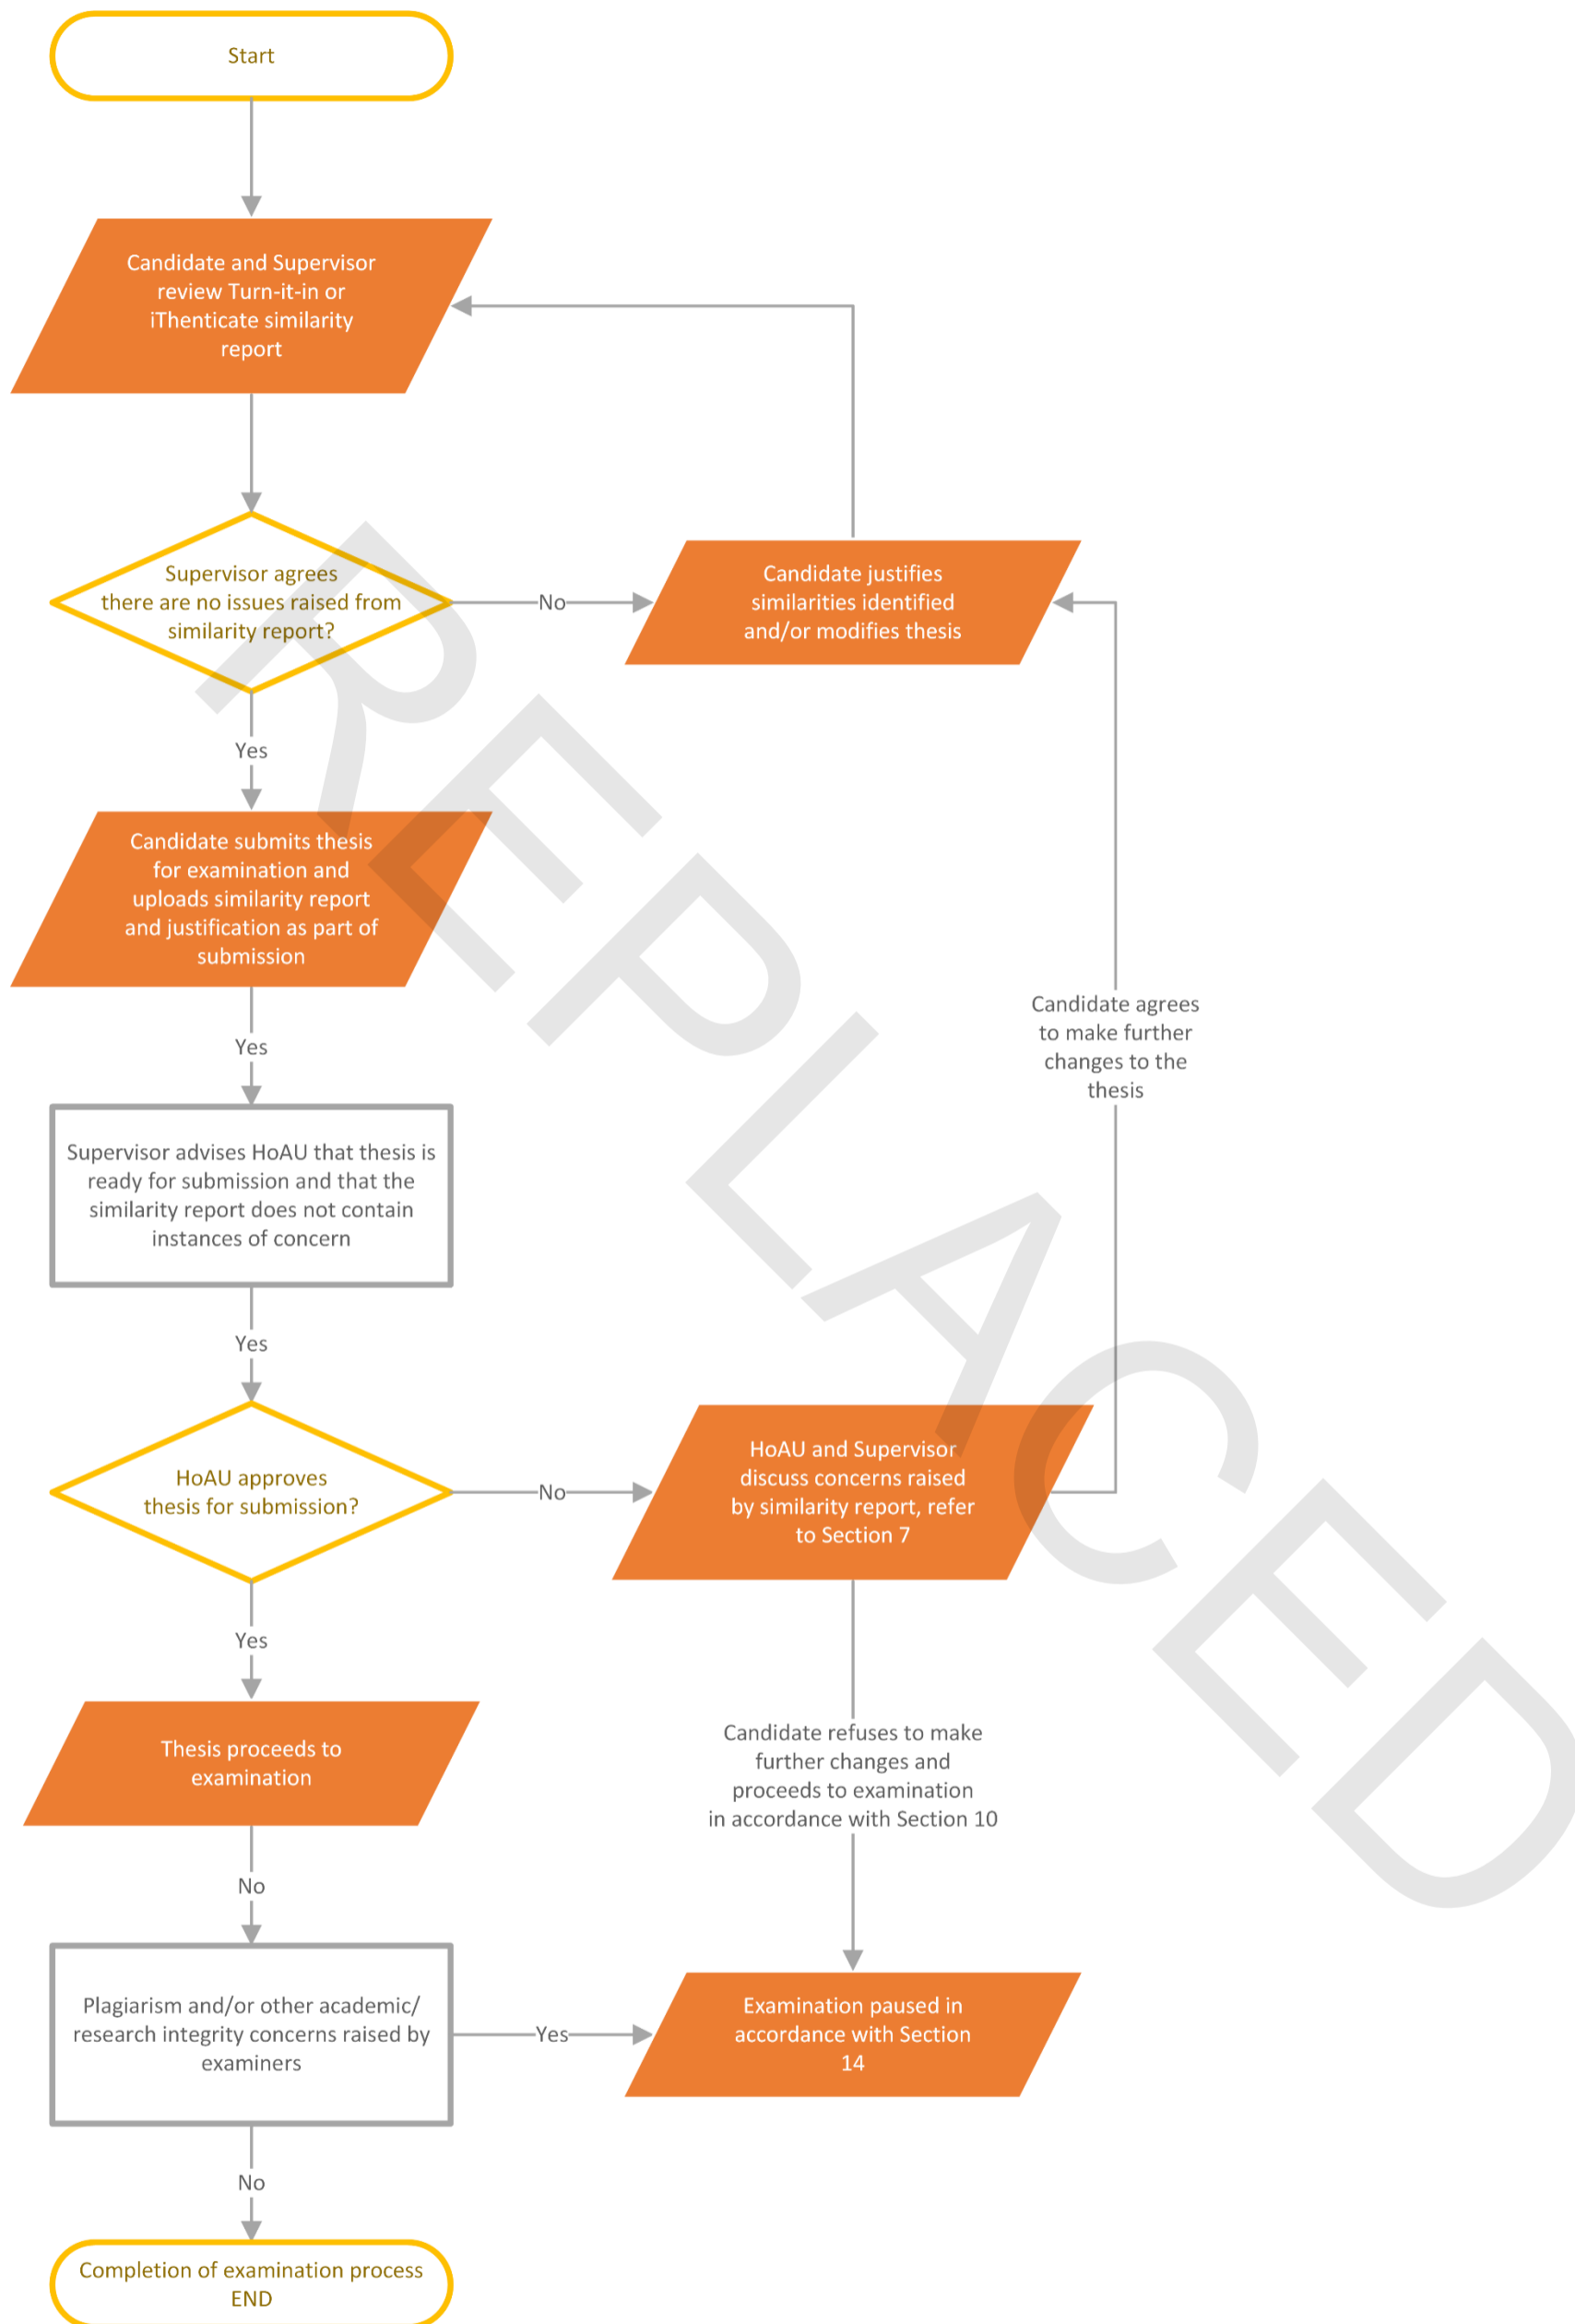 Start
Candidate and Supervisor
review Turn-it-in or
iThenticate similarity
report
Supervisor agrees
there are no issues raised from
similarity report?
No
Candidate justifies
similarities identified
and/or modifies thesis
Yes
Candidate submits thesis
for examination and
uploads similarity report
and justification as part of
submission
Candidate agrees
to make further
changes to the
thesis
Yes
Supervisor advises HoAU that thesis is
ready for submission and that the
similarity report does not contain
instances of concern
Yes
HoAU approves
thesis for submission?
No
HoAU and Supervisor
discuss concerns raised
by similarity report, refer
to Section 7
Yes
Thesis proceeds to
examination
Candidate refuses to make
further changes and
proceeds to examination
in accordance with Section 10
No
Plagiarism and/or other academic/
research integrity concerns raised by
examiners
Yes
Examination paused in
accordance with Section
14
No
Completion of examination process
END
REPLACED